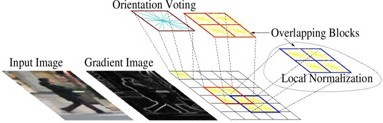 Orientation Voting
Overlapping Blocks
Input Image
Gradient Image
Local Normalization